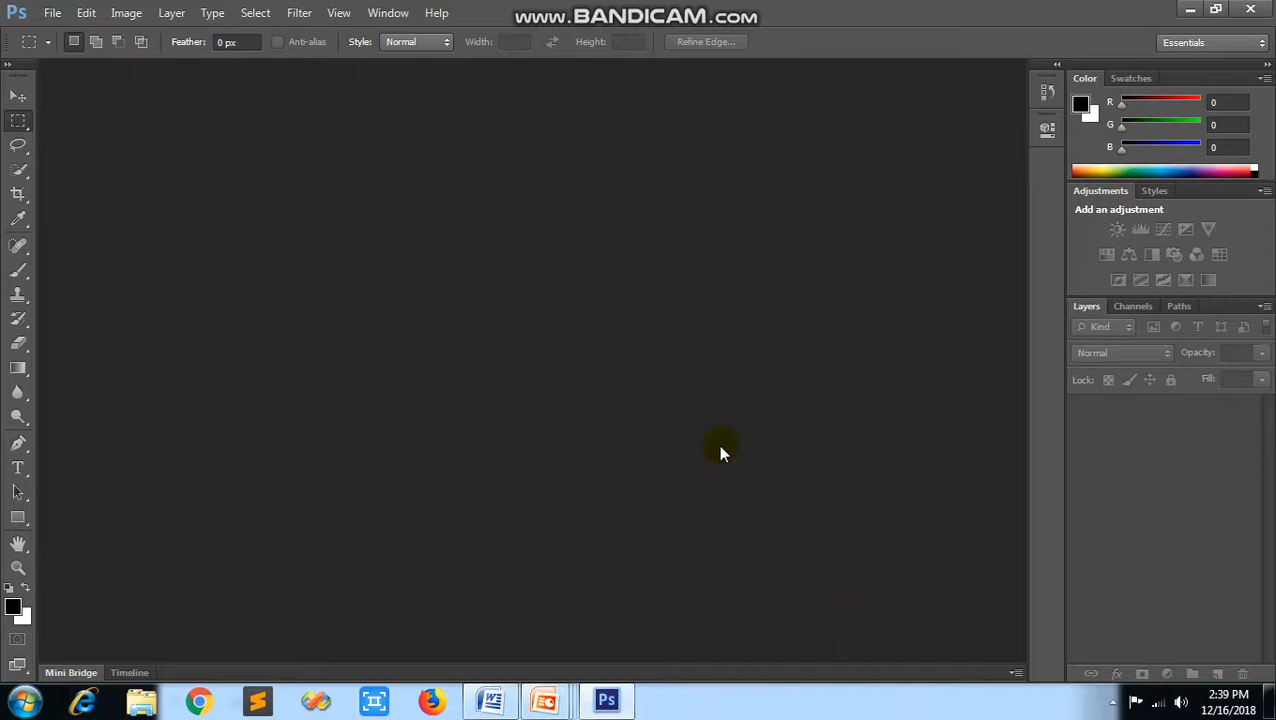 Ps File Edit Image Layer Type Select Filter View Window Help
www.BANDICAM.com
Feather: 0 px Anti-alias Style: Normal Width: Height: Refine Edge... Essentials
Color Swatches
R 0
G 0
B 0
Adjustments Styles
Add an adjustment
Layers Channels Paths
Kind T
Normal Opacity:
Lock: Fill:
T
Mini Bridge Timeline
fx
W P Ps
2:39 PM
12/16/2018